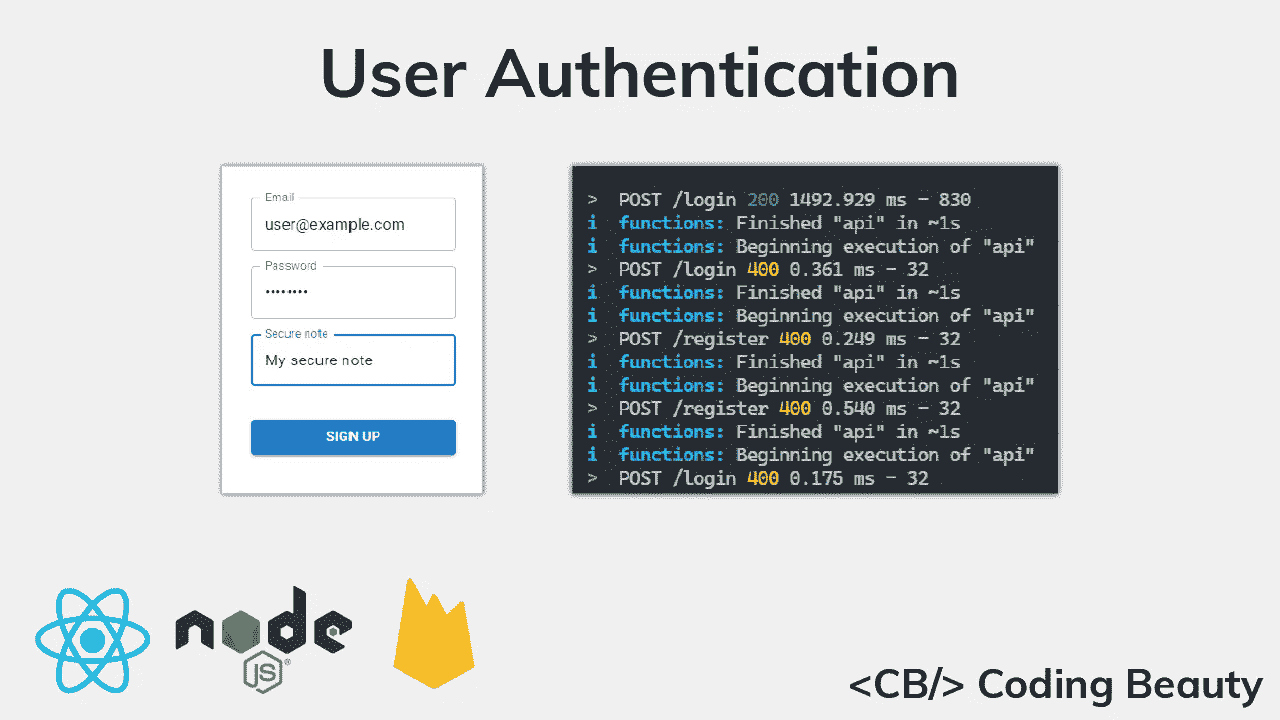 User Authentication
Email
user@example.com
Password
••••••••
Secure note
My secure note
SIGN UP
> POST /login 200 1492.929 ms - 830
i functions: Finished "api" in ~1s
i functions: Beginning execution of "api"
> POST /login 400 0.361 ms - 32
i functions: Finished "api" in ~1s
i functions: Beginning execution of "api"
> POST /register 400 0.249 ms - 32
i functions: Finished "api" in ~1s
i functions: Beginning execution of "api"
> POST /register 400 0.540 ms - 32
i functions: Finished "api" in ~1s
i functions: Beginning execution of "api"
> POST /login 400 0.175 ms - 32
node
JS®
<CB/> Coding Beauty